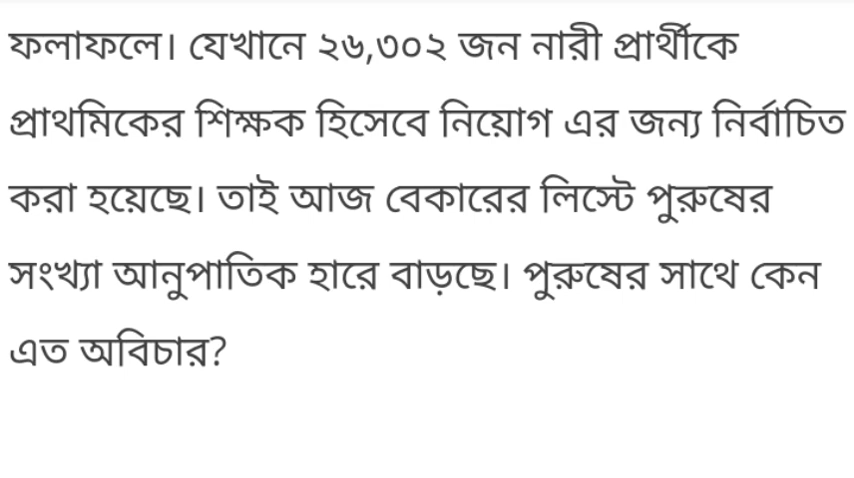 ফলাফলে। যেখানে ২৬,৩০২ জন নারী প্রার্থীকে
প্রাথমিকের শিক্ষক হিসেবে নিয়োগ এর জন্য নির্বাচিত
করা হয়েছে। তাই আজ বেকারের লিস্টে পুরুষের
সংখ্যা আনুপাতিক হারে বাড়ছে। পুরুষের সাথে কেন
এত অবিচার?